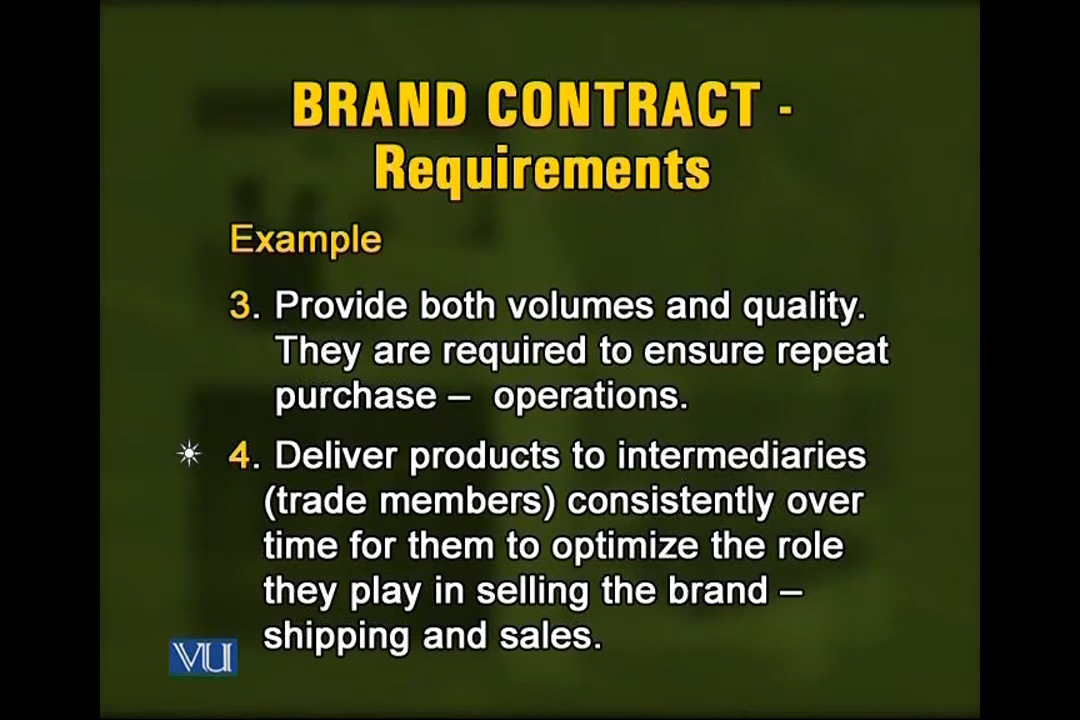 BRAND CONTRACT -
Requirements
Example
3. Provide both volumes and quality.
They are required to ensure repeat
purchase – operations.
4. Deliver products to intermediaries
(trade members) consistently over
time for them to optimize the role
they play in selling the brand –
shipping and sales.
VU